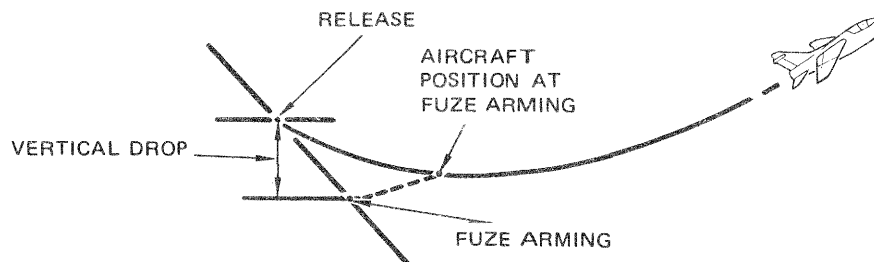 RELEASE
AIRCRAFT
POSITION AT
FUZE ARMING
VERTICAL DROP
FUZE ARMING